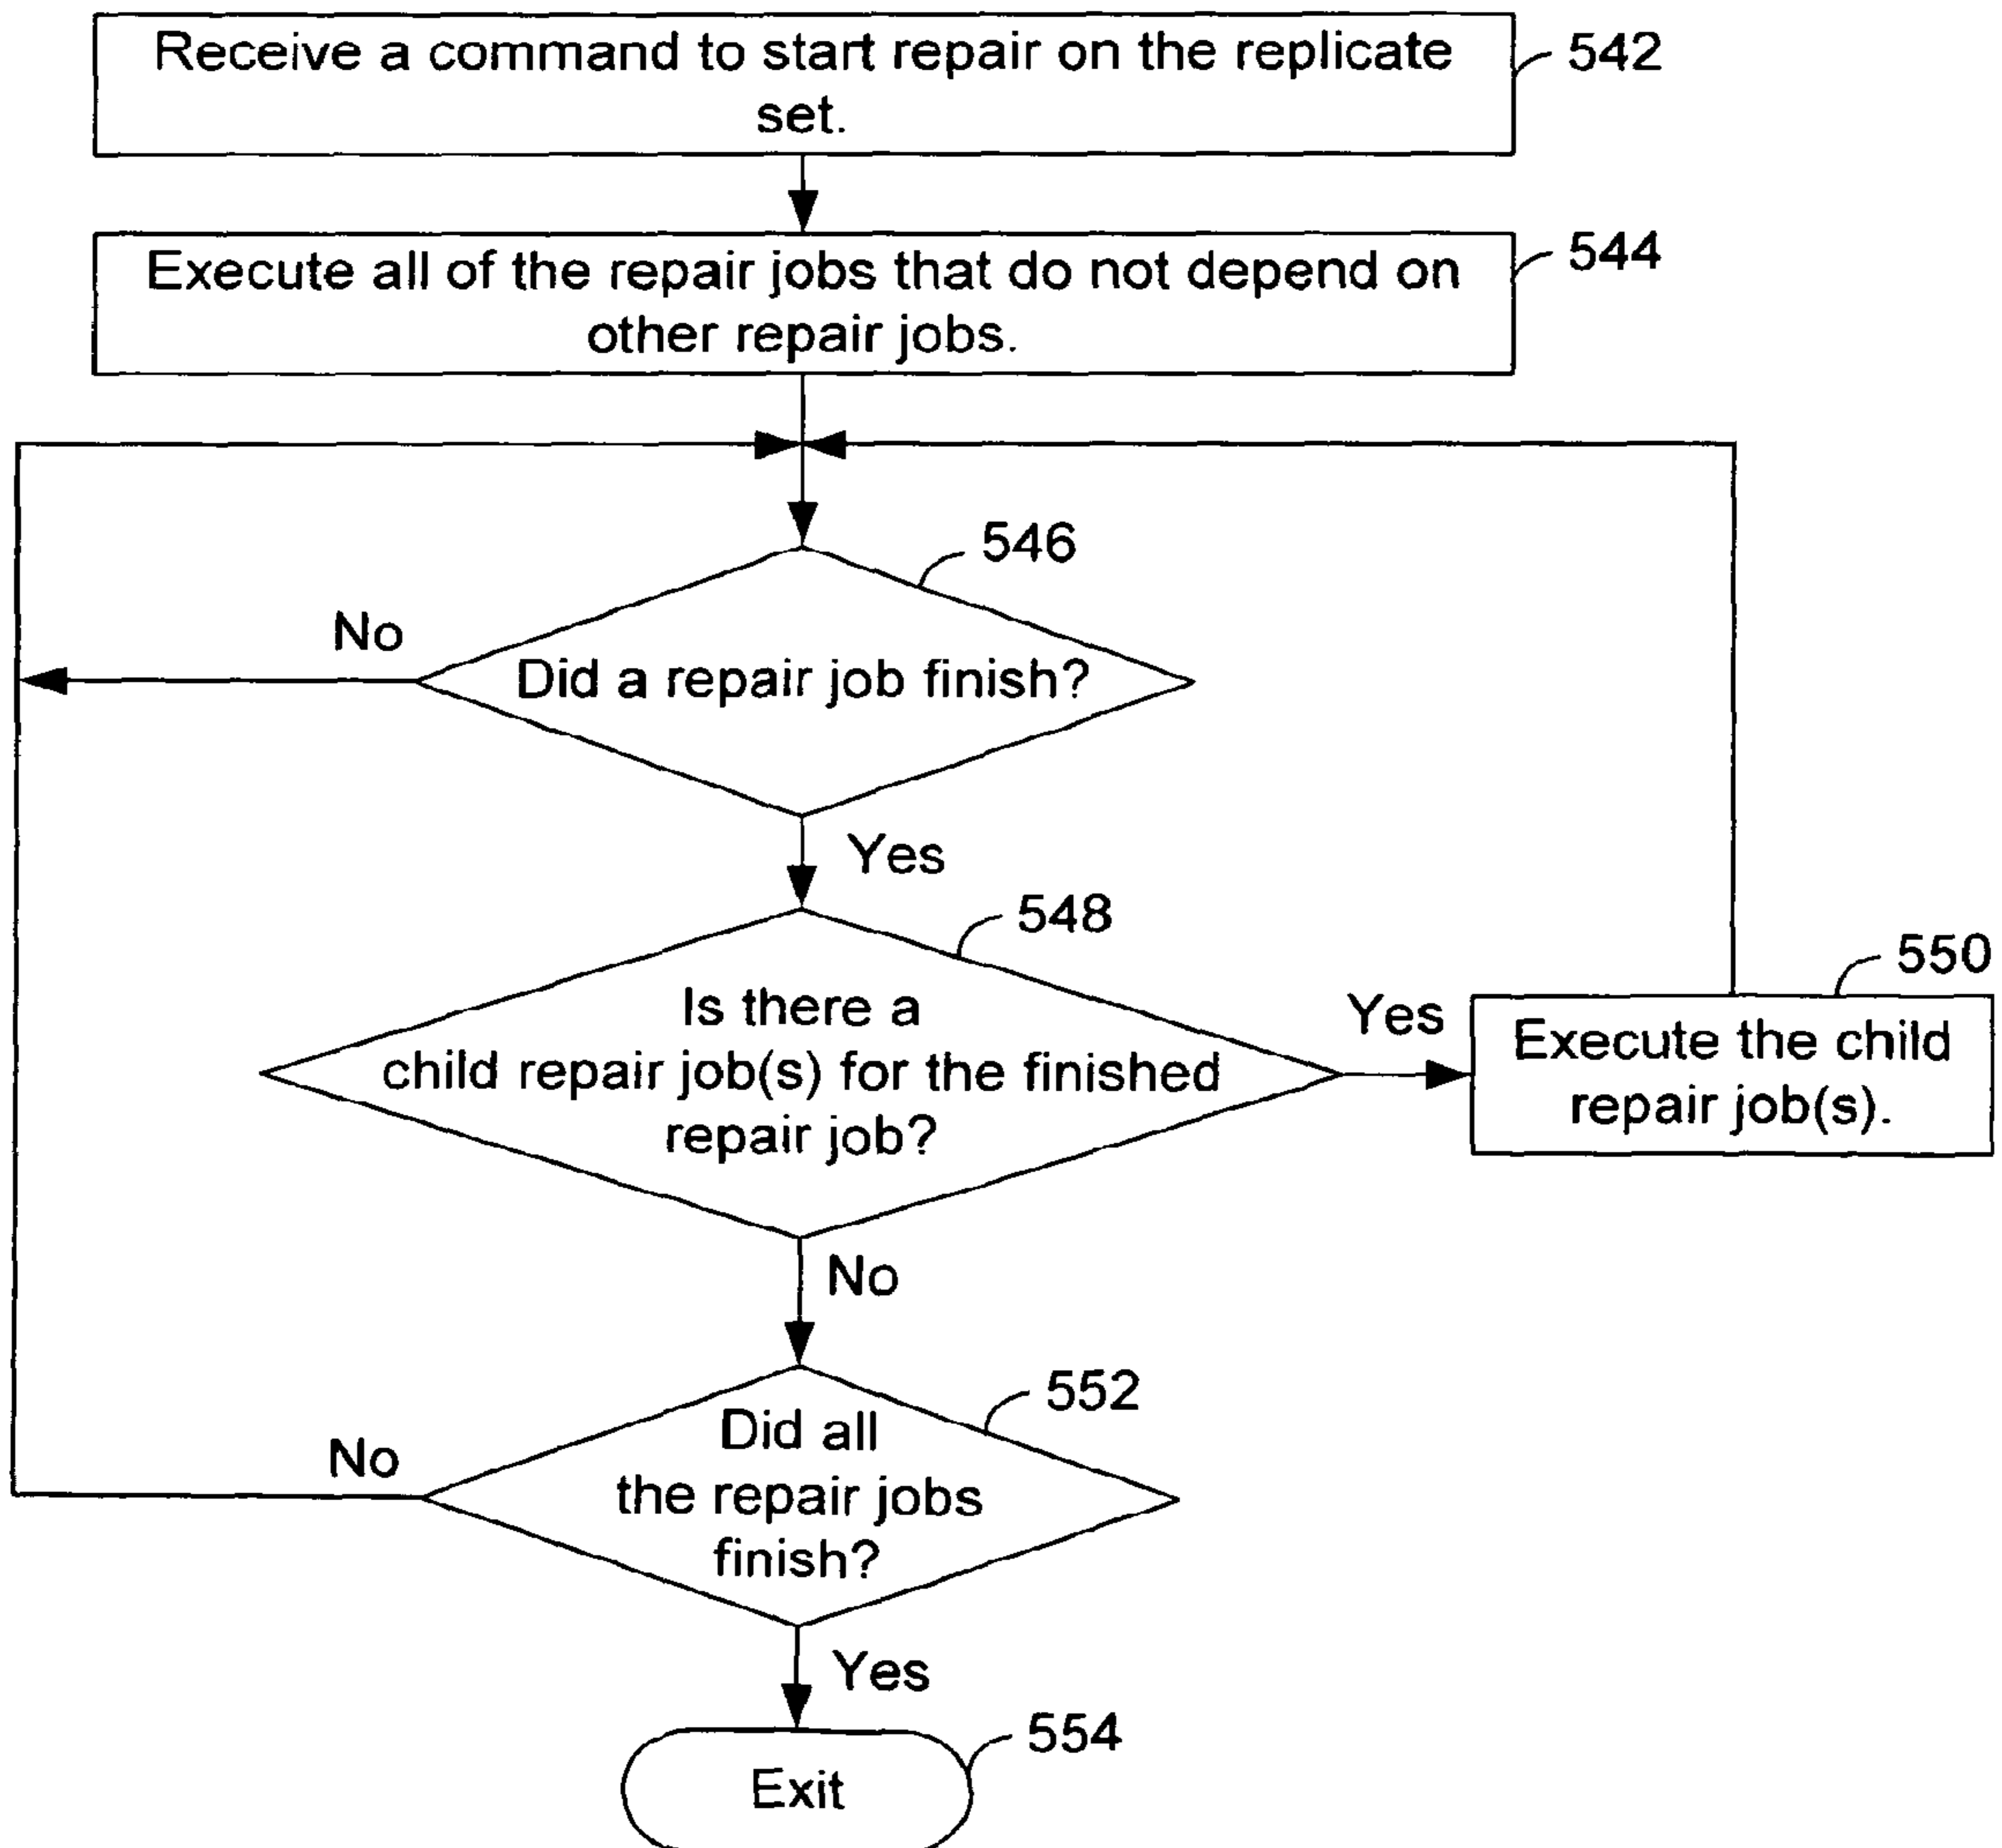 Receive a command to start repair on the replicate
set.
542
Execute all of the repair jobs that do not depend on
other repair jobs.
544
546
No
Did a repair job finish?
Yes
548
Is there a
child repair job(s) for the finished
repair job?
Yes
550
Execute the child
repair job(s).
No
552
No
Did all
the repair jobs
finish?
Yes
554
Exit